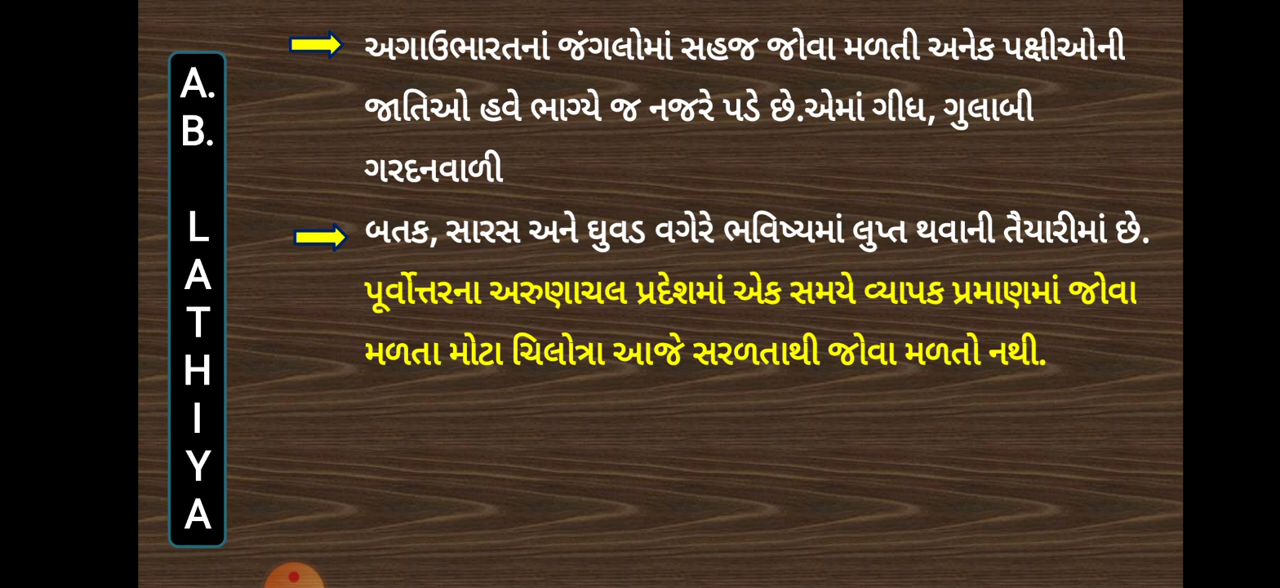 A.
B.
L
A
T
H
I
Y
A
અગાઉભારતનાં જંગલોમાં સહજ જોવા મળતી અનેક પક્ષીઓની
જાતિઓ હવે ભાગ્યે જ નજરે પડે છે.એમાં ગીધ, ગુલાબી
ગરદનવાળી
બતક, સારસ અને ઘુવડ વગેરે ભવિષ્યમાં લુપ્ત થવાની તૈયારીમાં છે.
પૂર્વોત્તરના અરુણાચલ પ્રદેશમાં એક સમયે વ્યાપક પ્રમાણમાં જોવા
મળતા મોટા ચિલોત્રા આજે સરળતાથી જોવા મળતો નથી.